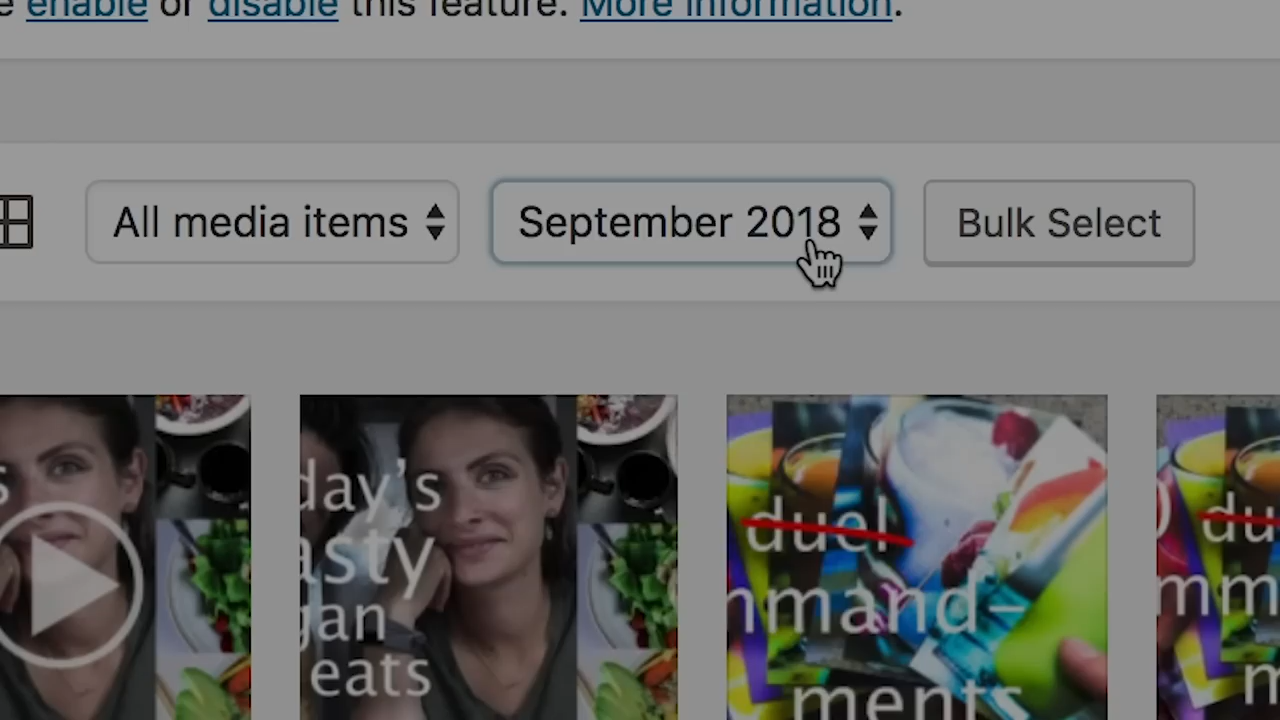 enable or disable this feature. More information.
All media items
September 2018
Bulk Select
day's
asty
gan
eats
duel
mmand-
ments
du
mm
m